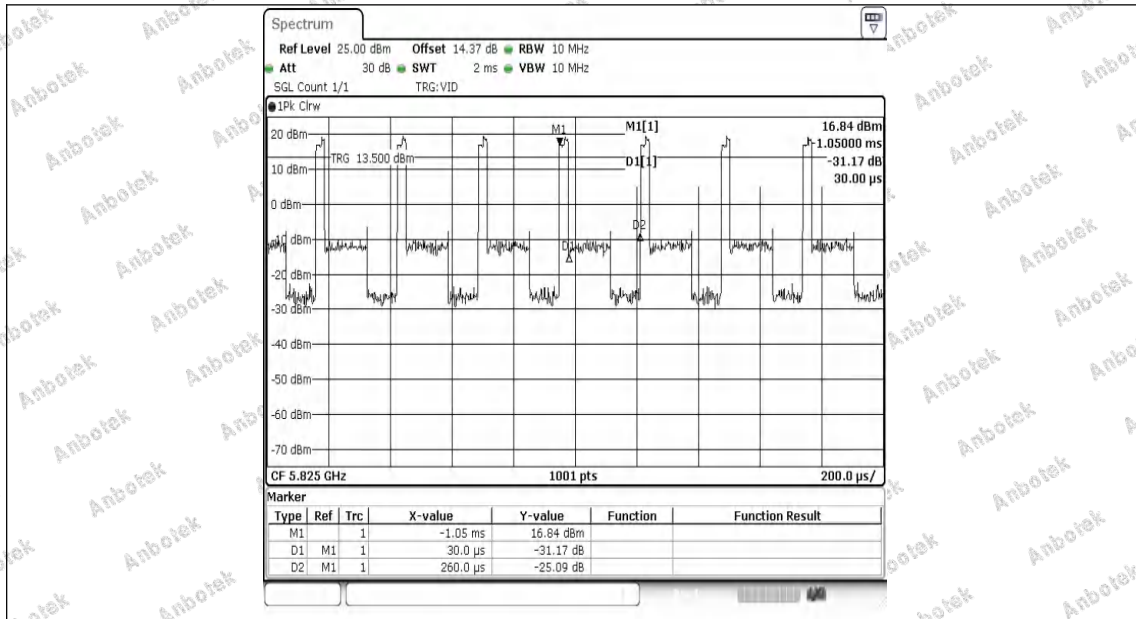 Spectrum
Ref Level 25.00 dBm Offset 14.37 dB RBW 10 MHz
Att 30 dB SWT 2 ms VBW 10 MHz
SGL Count 1/1 TRG:VID
1Pk Clrw
M1 M1[1] 16.84 dBm
20 dBm
-1.05000 ms
TRG 13.500 dBm D1[1] -31.17 dB
10 dBm
30.00 µs
0 dBm
D2
-10 dBm D1
-20 dBm
-30 dBm
-40 dBm
-50 dBm
-60 dBm
-70 dBm
CF 5.825 GHz 1001 pts 200.0 µs/
Marker
Type Ref Trc X-value Y-value Function Function Result
M1 1 -1.05 ms 16.84 dBm
D1 M1 1 30.0 µs -31.17 dB
D2 M1 1 260.0 µs -25.09 dB
Anbotek